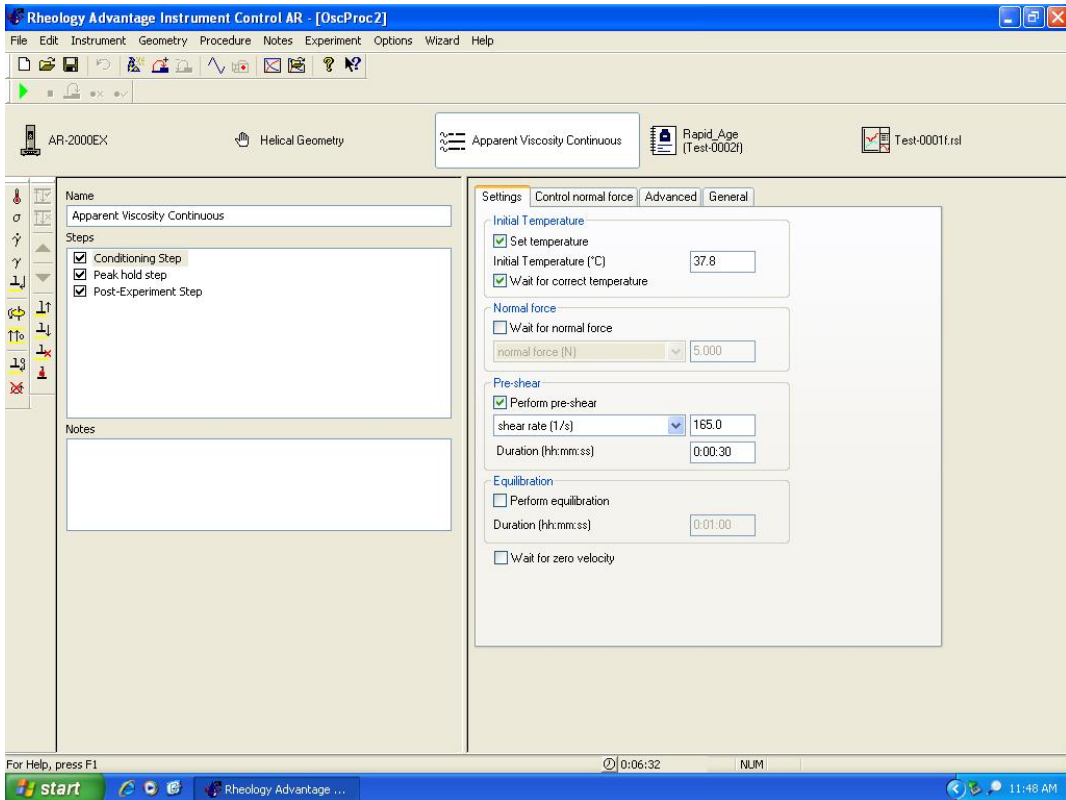 Rheology Advantage Instrument Control AR - [OscProc2]
File Edit Instrument Geometry Procedure Notes Experiment Options Wizard Help
AR-2000EX
Helical Geometry
Apparent Viscosity Continuous
Rapid_Age
(Test-0002f)
Test-0001f.rsl
Name
Apparent Viscosity Continuous
Steps
Conditioning Step
Peak hold step
Post-Experiment Step
Notes
Settings Control normal force Advanced General
Initial Temperature
Set temperature
Initial Temperature (°C) 37.8
Wait for correct temperature
Normal force
Wait for normal force
normal force (N) 5.000
Pre-shear
Perform pre-shear
shear rate (1/s) 165.0
Duration (hh:mm:ss) 0:00:30
Equilibration
Perform equilibration
Duration (hh:mm:ss) 0:01:00
Wait for zero velocity
For Help, press F1 0:06:32 NUM
start Rheology Advantage ... 11:48 AM